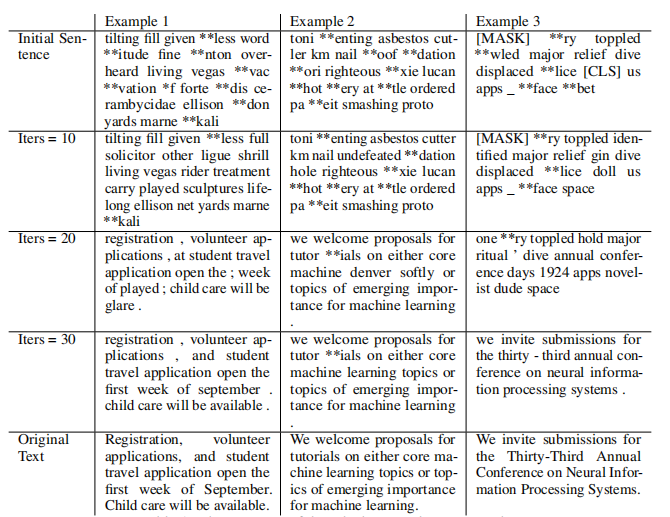 Example 1 Example 2 Example 3
Initial Sen-
tence
tilting fill given **less word
**itude fine **nton over-
heard living vegas **vac
**vation *f forte **dis ce-
rambycidae ellison **don
yards marne **kali
toni **enting asbestos cut-
ler km nail **oof **dation
**ori righteous **xie lucan
**hot **ery at **tle ordered
pa **eit smashing proto
[MASK] **ry toppled
**wled major relief dive
displaced **lice [CLS] us
apps _ **face **bet
Iters = 10
tilting fill given **less full
solicitor other ligue shrill
living vegas rider treatment
carry played sculptures life-
long ellison net yards marne
**kali
toni **enting asbestos cutter
km nail undefeated **dation
hole righteous **xie lucan
**hot **ery at **tle ordered
pa **eit smashing proto
[MASK] **ry toppled iden-
tified major relief gin dive
displaced **lice doll us
apps _ **face space
Iters = 20
registration , volunteer ap-
plications , at student travel
application open the ; week
of played ; child care will be
glare .
we welcome proposals for
tutor **ials on either core
machine denver softly or
topics of emerging impor-
tance for machine learning
.
one **ry toppled hold major
ritual ' dive annual confer-
ence days 1924 apps novel-
ist dude space
Iters = 30
registration , volunteer ap-
plications , and student
travel application open the
first week of september .
child care will be available .
we welcome proposals for
tutor **ials on either core
machine learning topics or
topics of emerging impor-
tance for machine learning
.
we invite submissions for
the thirty - third annual con-
ference on neural informa-
tion processing systems .
Original
Text
Registration, volunteer
applications, and student
travel application open the
first week of September.
Child care will be available.
We welcome proposals for
tutorials on either core ma-
chine learning topics or top-
ics of emerging importance
for machine learning.
We invite submissions for
the Thirty-Third Annual
Conference on Neural Infor-
mation Processing Systems.